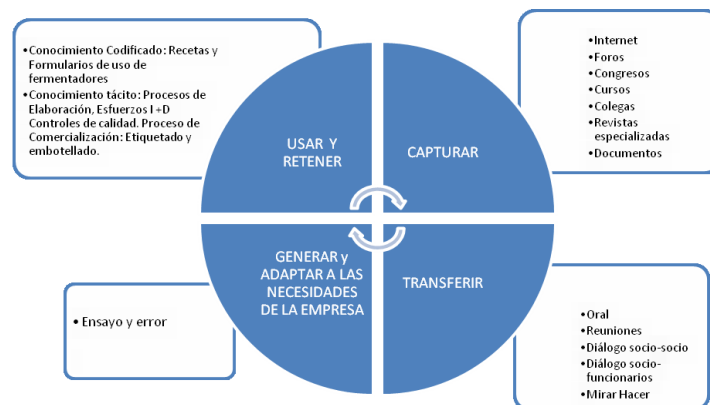 •Conocimiento Codificado: Recetas y
Formularios de uso de
fermentadores
•Conocimiento tácito: Procesos de
Elaboración, Esfuerzos I+D
Controles de calidad. Proceso de
Comercialización: Etiquetado y
embotellado.
USAR Y
RETENER
CAPTURAR
•Internet
•Foros
•Congresos
•Cursos
•Colegas
•Revistas
especializadas
•Documentos
GENERAR y
ADAPTAR A LAS
NECESIDADES
DE LA EMPRESA
TRANSFERIR
• Ensayo y error
•Oral
•Reuniones
•Diálogo socio-socio
•Diálogo socio-
funcionarios
•Mirar Hacer